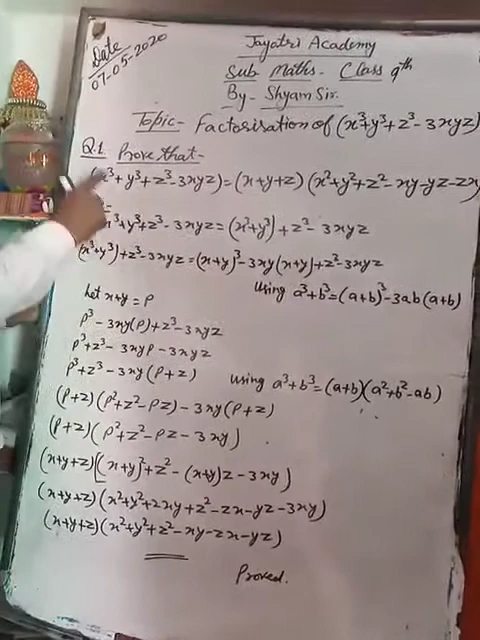 Date
07-05-2020
Jayatri Academy
Sub Maths- Class 9th
By- Shyam Sir.
Topic- Factorisation of (x³+y³+z³-3xyz)
Q.1. Prove that-
(x³+y³+z³-3xyz)=(x+y+z)(x²+y²+z²-xy-yz-zx
x³+y³+z³-3xyz=(x³+y³)+z³-3xyz
(x³+y³)+z³-3xyz=(x+y)³-3xy(x+y)+z³-3xyz
Let x+y=P using a³+b³=(a+b)³-3ab(a+b)
P³-3xy(P)+z³-3xyz
P³+z³-3xyP-3xyz
P³+z³-3xy(P+z) using a³+b³=(a+b)(a²+b²-ab)
(P+z)(P²+z²-Pz)-3xy(P+z)
(P+z)(P²+z²-Pz-3xy)
(x+y+z)((x+y)²+z²-(x+y)z-3xy)
(x+y+z)(x²+y²+2xy+z²-zx-yz-3xy)
(x+y+z)(x²+y²+z²-xy-zx-yz)
Proved.